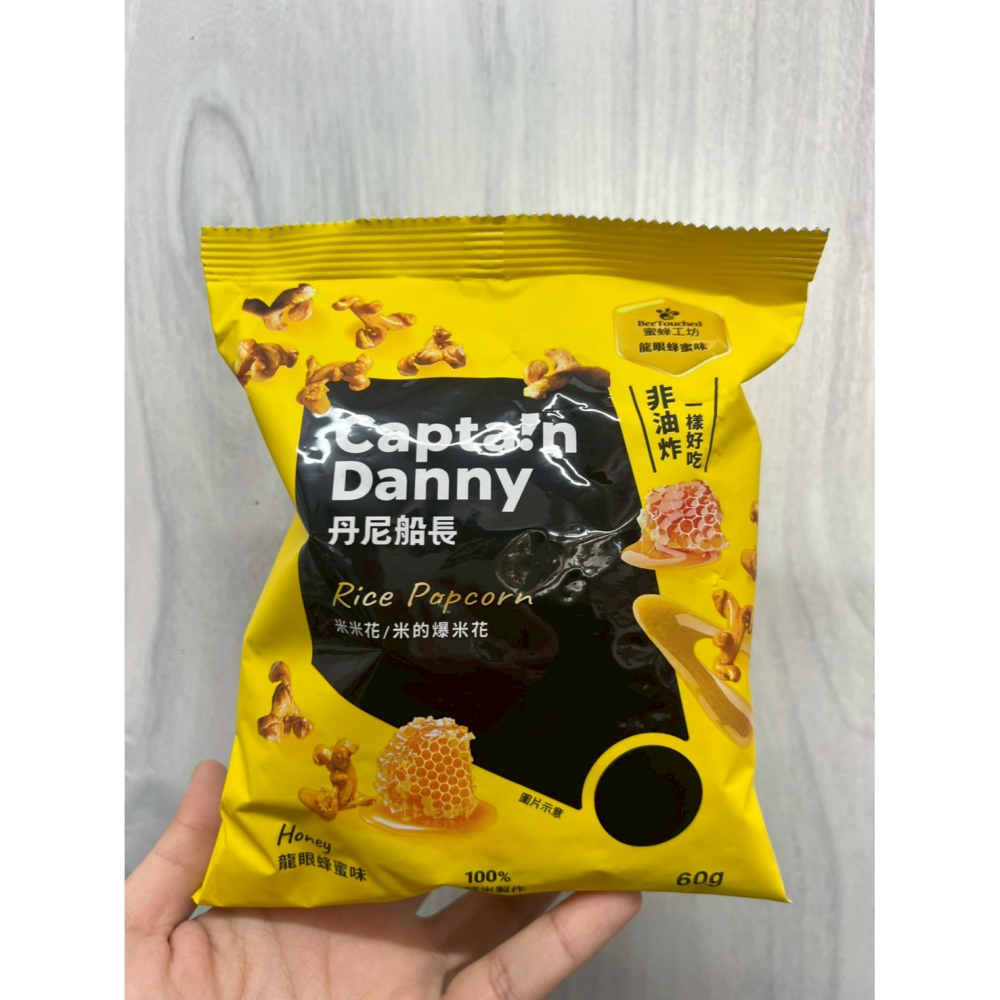 BeeTouched
蜜蜂工坊
龍眼蜂蜜味
非油炸
一樣好吃
Capta!n
Danny
丹尼船長
Rice Papcorn
米米花/米的爆米花
圖片示意
Honey
龍眼蜂蜜味
100%
60g